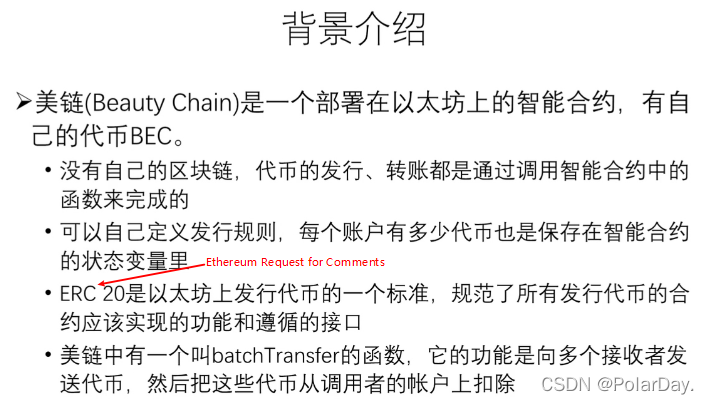 背景介绍
➢美链(Beauty Chain)是一个部署在以太坊上的智能合约，有自
己的代币BEC。
• 没有自己的区块链，代币的发行、转账都是通过调用智能合约中的
函数来完成的
• 可以自己定义发行规则，每个账户有多少代币也是保存在智能合约
的状态变量里
Ethereum Request for Comments
• ERC 20是以太坊上发行代币的一个标准，规范了所有发行代币的合
约应该实现的功能和遵循的接口
• 美链中有一个叫batchTransfer的函数，它的功能是向多个接收者发
送代币，然后把这些代币从调用者的帐户上扣除
CSDN @PolarDay.